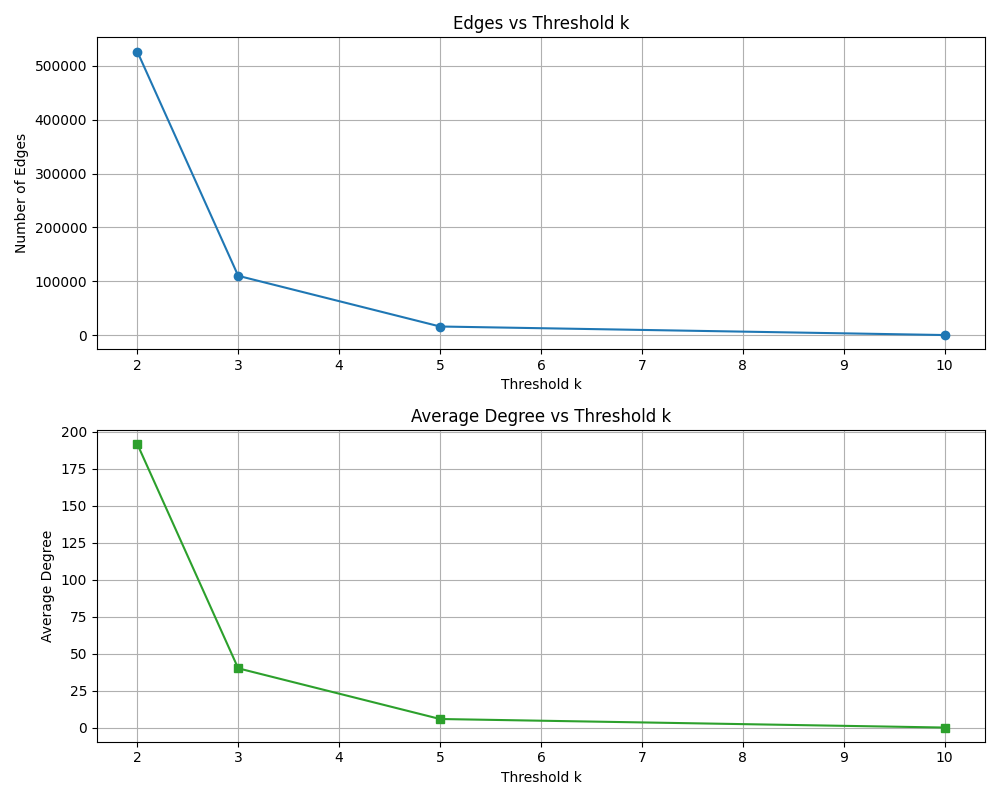 Edges vs Threshold k
500000
400000
300000
200000
100000
0
Number of Edges
2 3 4 5 6 7 8 9 10
Threshold k
Average Degree vs Threshold k
200
175
150
125
100
75
50
25
0
Average Degree
2 3 4 5 6 7 8 9 10
Threshold k